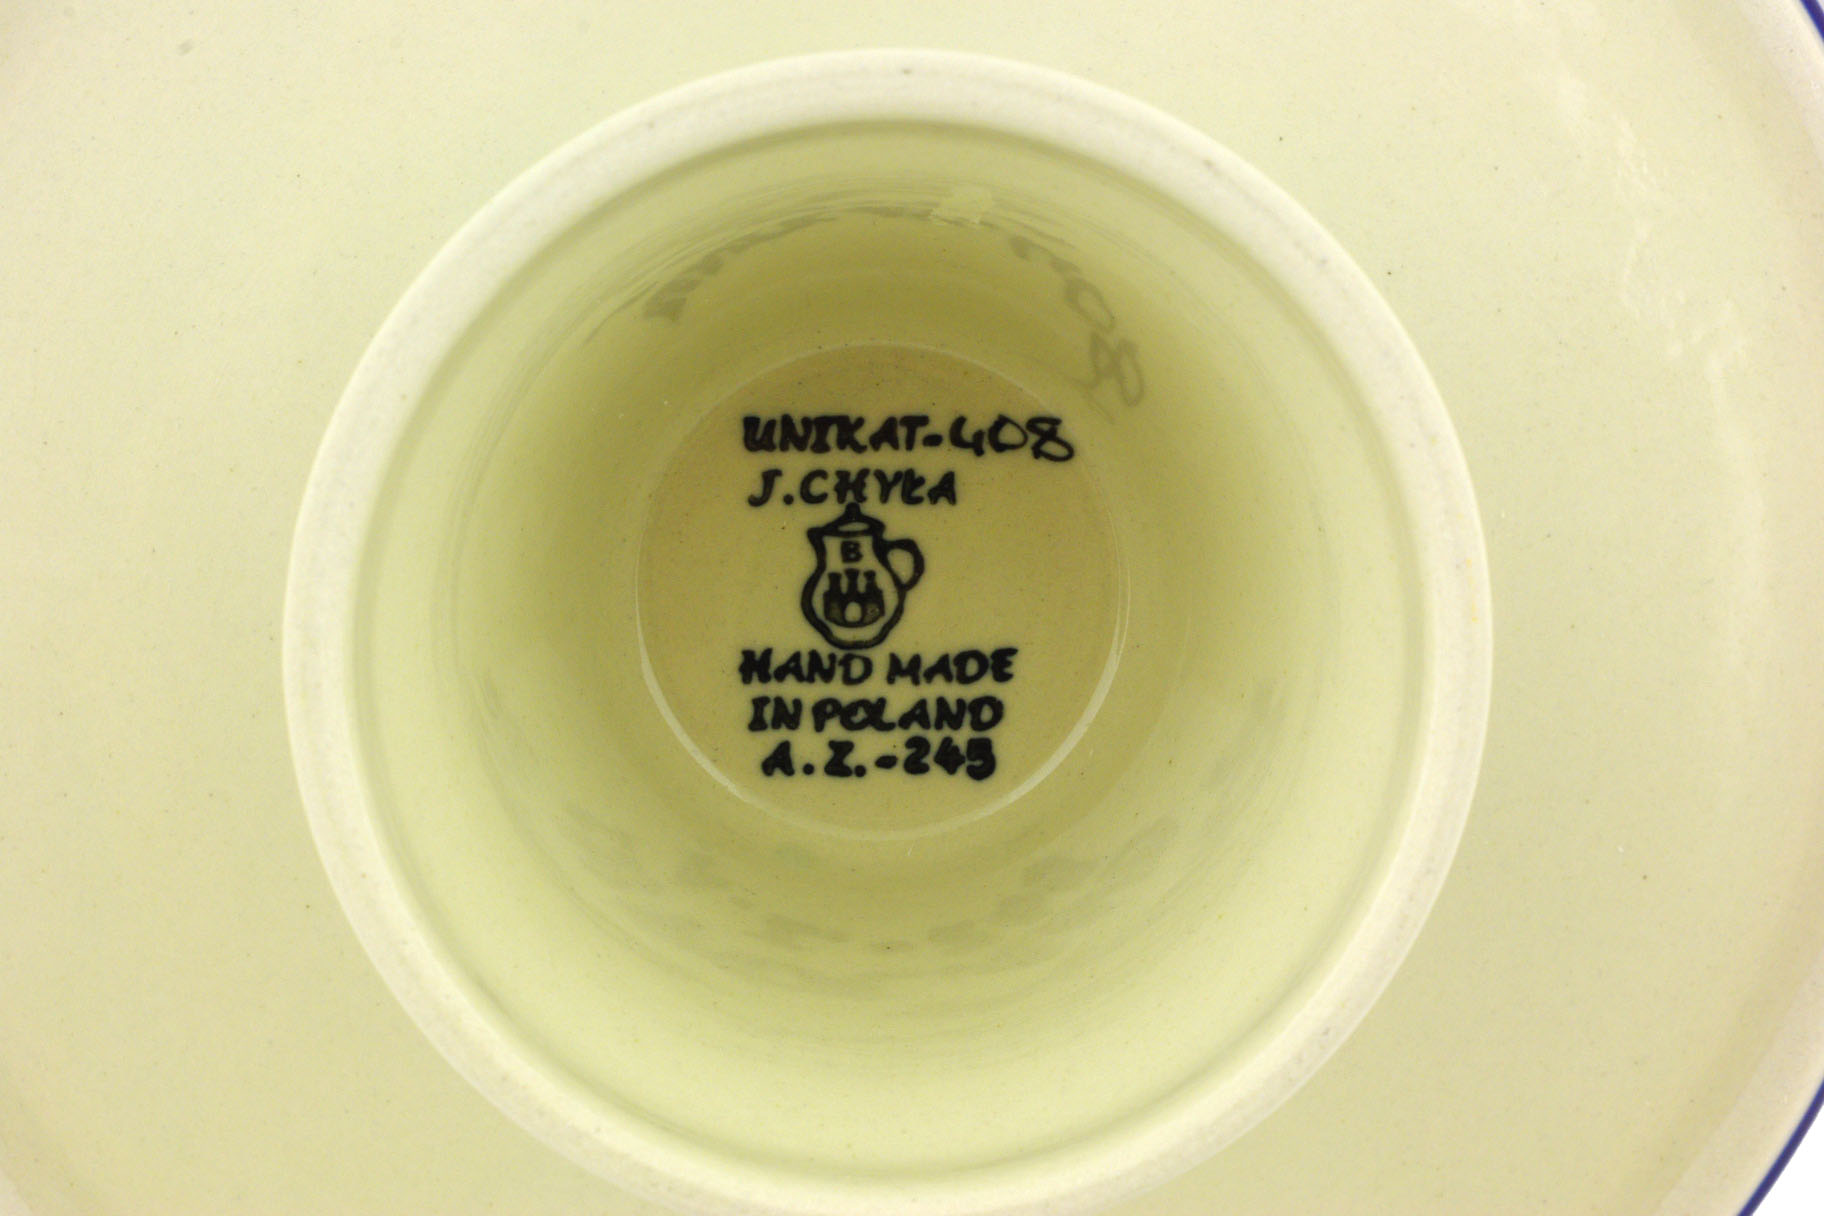 UNIKAT-408
J.CHYŁA
B
HAND MADE
IN POLAND
A.Z.-245